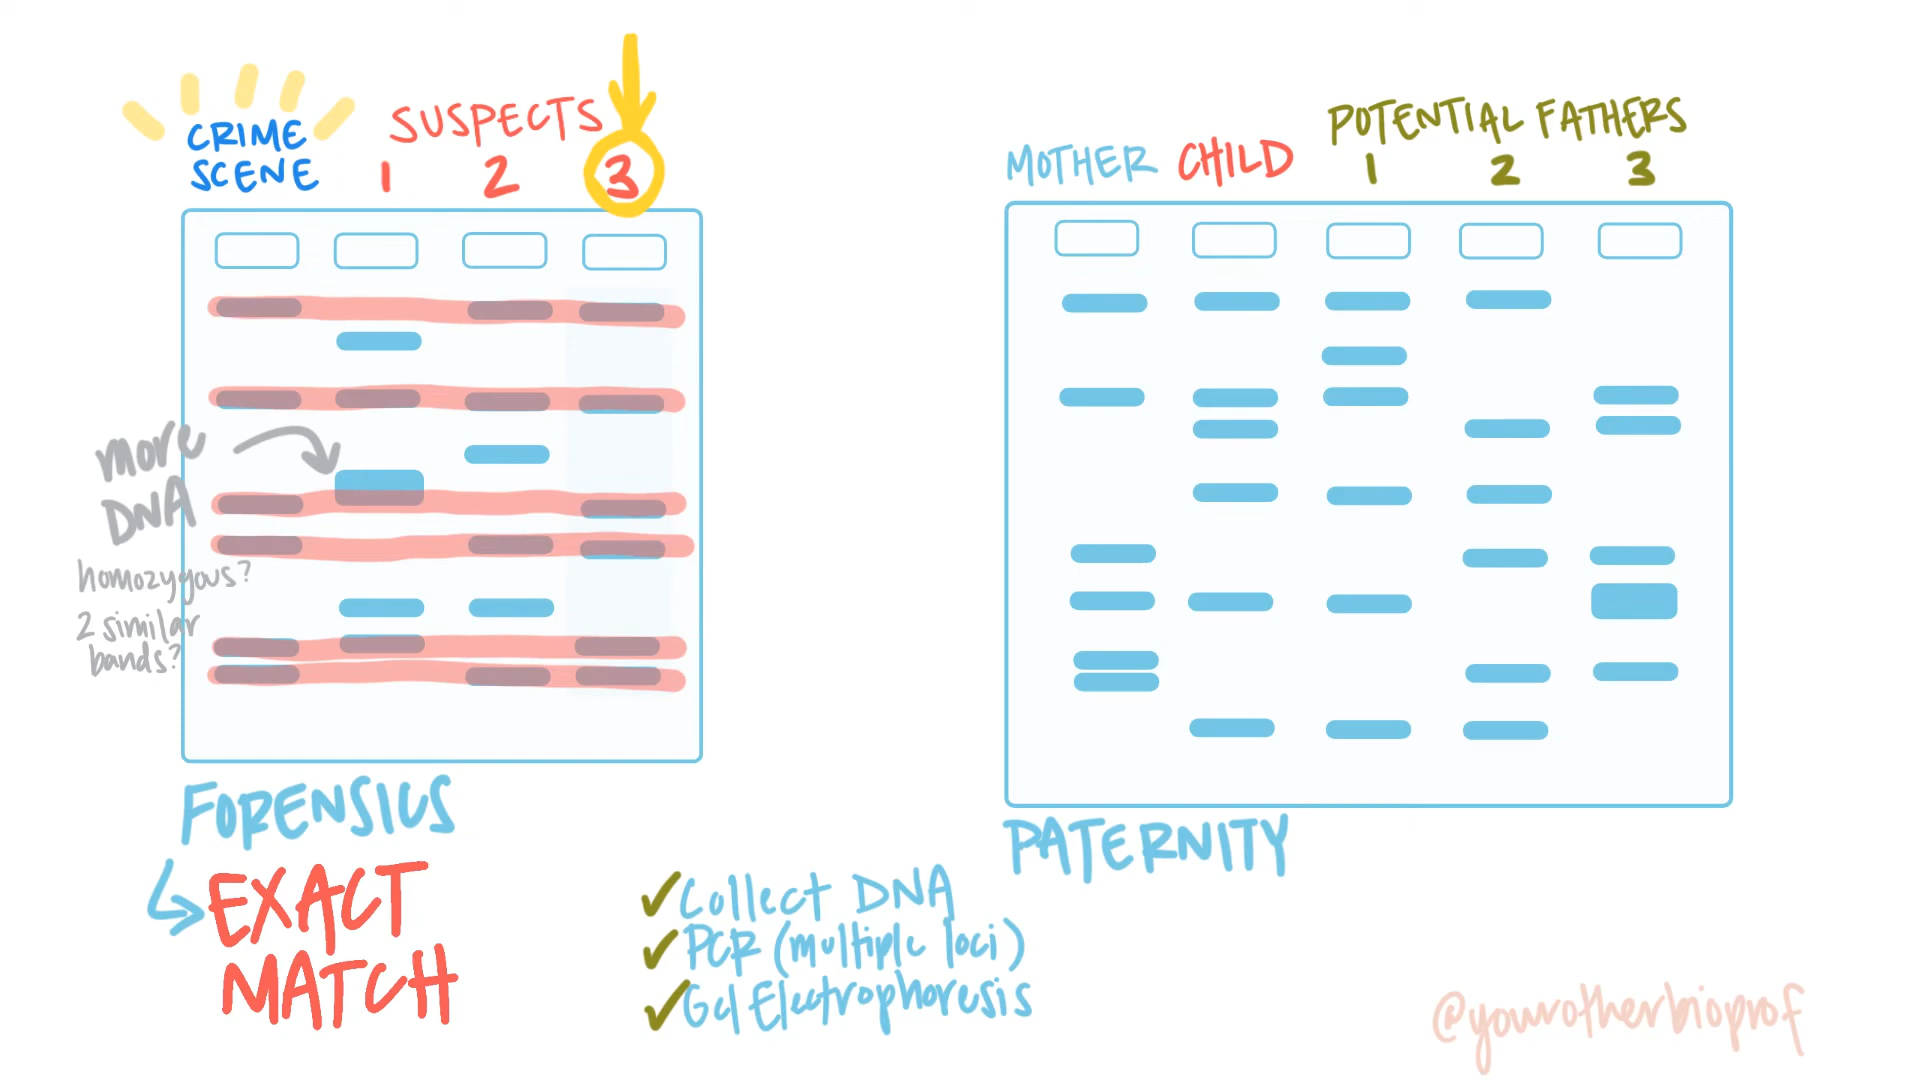 CRIME
SCENE
SUSPECTS
1 2 3
more
DNA
homozygous?
2 similar
bands?
FORENSICS
EXACT
MATCH
MOTHER CHILD
POTENTIAL FATHERS
1 2 3
PATERNITY
✓Collect DNA
✓PCR (multiple loci)
✓Gel Electrophoresis
@yourotherbioprof